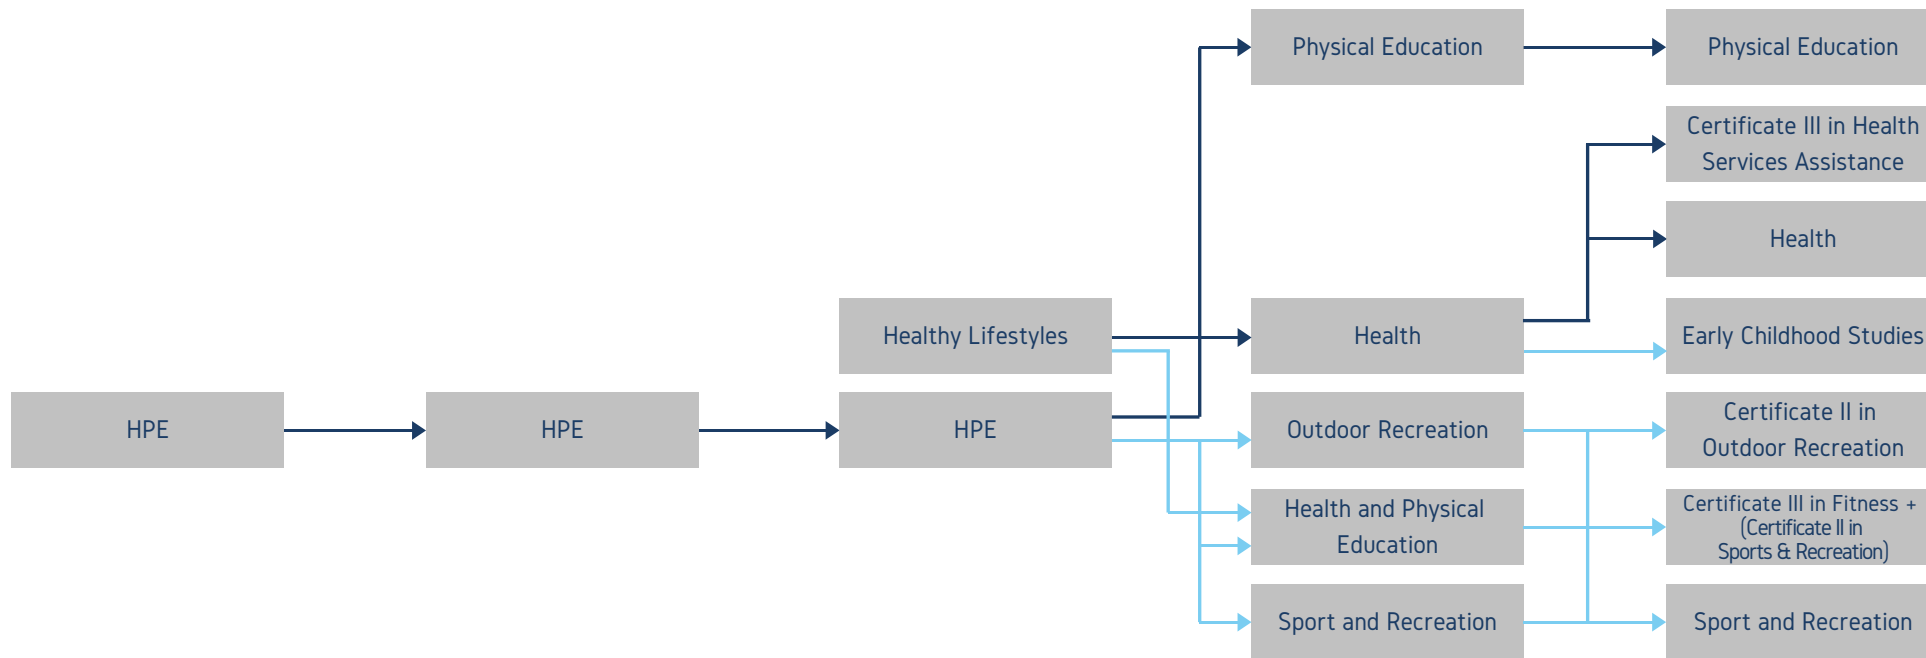 Physical Education
Physical Education
Certificate III in Health
Services Assistance
Health
Healthy Lifestyles
Health
Early Childhood Studies
HPE
HPE
HPE
Outdoor Recreation
Certificate II in
Outdoor Recreation
Health and Physical
Education
Certificate III in Fitness +
(Certificate II in
Sports & Recreation)
Sport and Recreation
Sport and Recreation